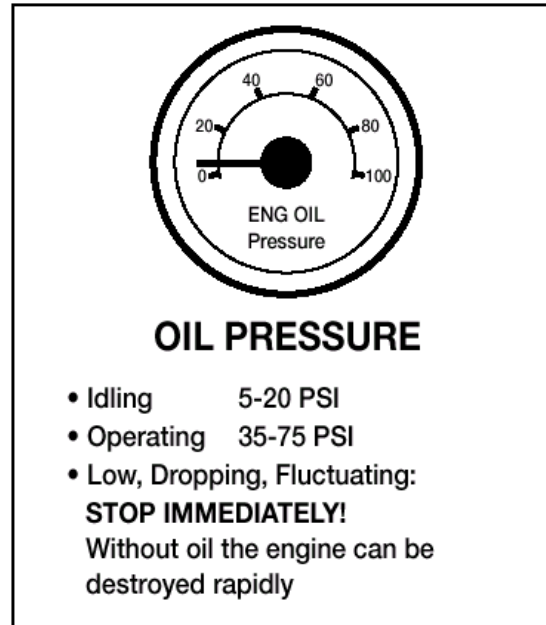 40 60
20 80
0 100
ENG OIL
Pressure
OIL PRESSURE
• Idling 5-20 PSI
• Operating 35-75 PSI
• Low, Dropping, Fluctuating:
STOP IMMEDIATELY!
Without oil the engine can be
destroyed rapidly